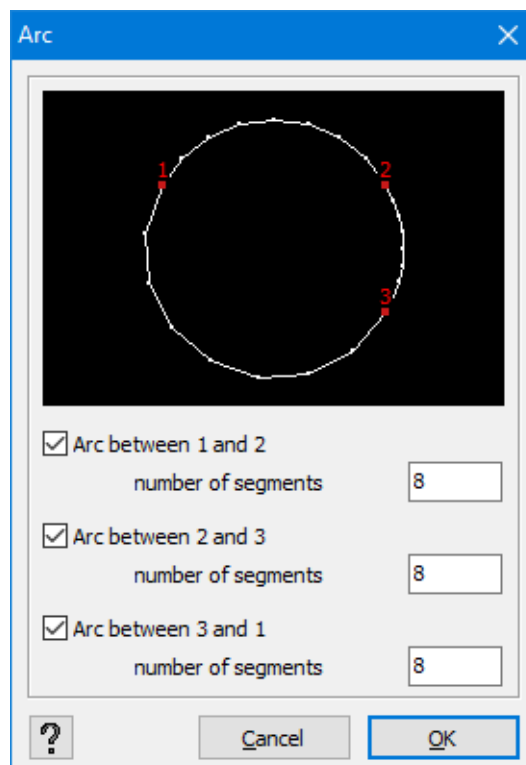 Arc
1
2
3
Arc between 1 and 2
number of segments
8
Arc between 2 and 3
number of segments
8
Arc between 3 and 1
number of segments
8
?
Cancel
OK